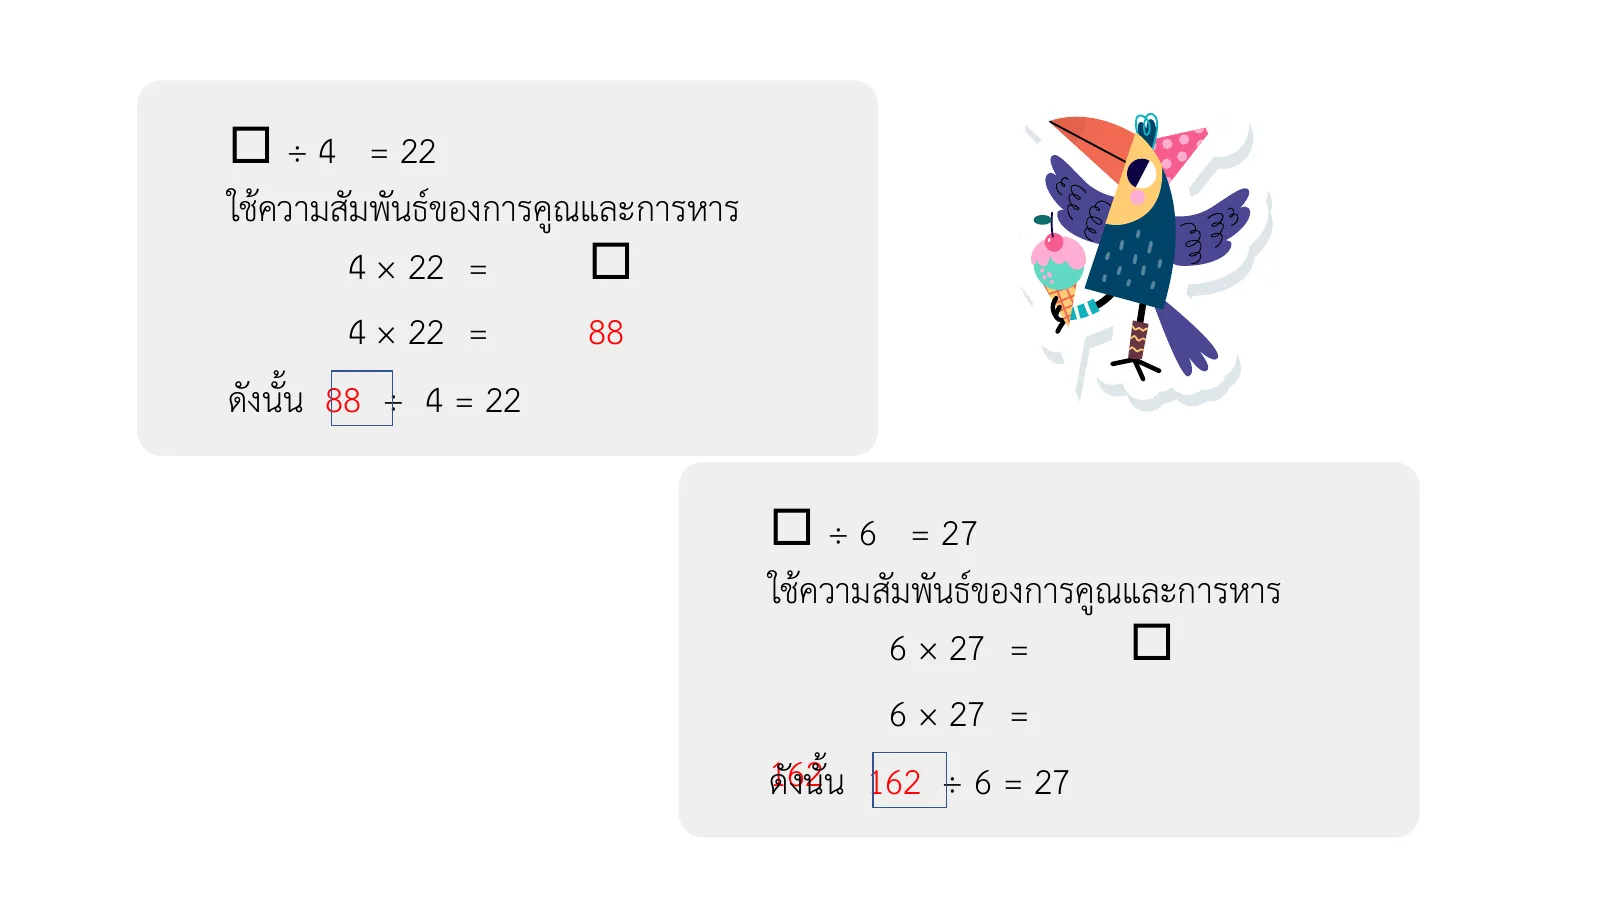 □ ÷ 4 = 22
ใช้ความสัมพันธ์ของการคูณและการหาร
4 × 22 = □
4 × 22 = 88
ดังนั้น 88 ÷ 4 = 22
□ ÷ 6 = 27
ใช้ความสัมพันธ์ของการคูณและการหาร
6 × 27 = □
6 × 27 =
162
ดังนั้น 162 ÷ 6 = 27